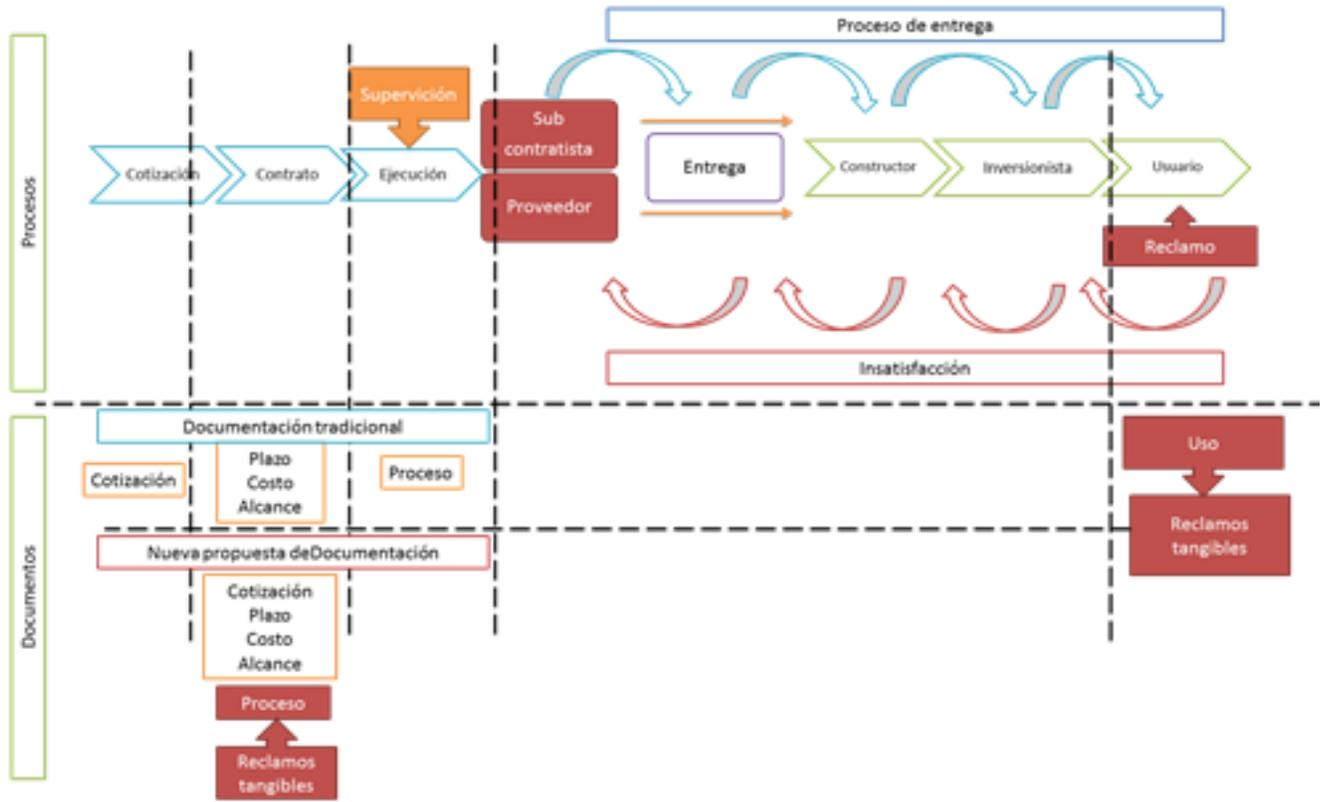 Proceso de entrega
Procesos
Supervición
Cotización
Contrato
Ejecución
Sub
contratista
Proveedor
Entrega
Constructor
Inversionista
Usuario
Reclamo
Insatisfacción
Documentos
Documentación tradicional
Cotización
Plazo
Costo
Alcance
Proceso
Uso
Reclamos
tangibles
Nueva propuesta deDocumentación
Cotización
Plazo
Costo
Alcance
Proceso
Reclamos
tangibles